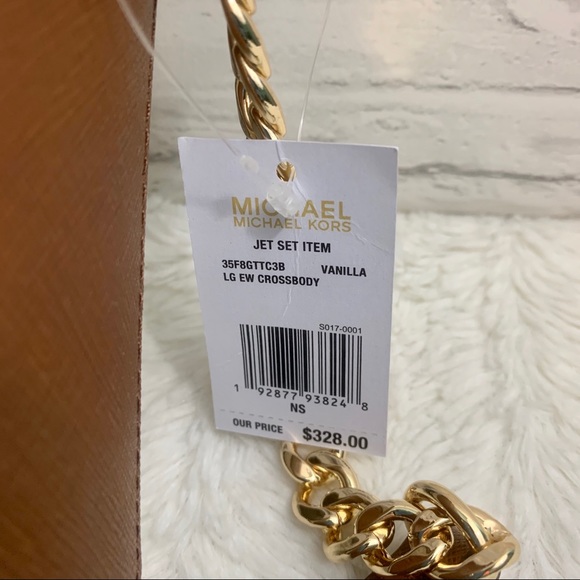 MICHAEL
MICHAEL KORS
JET SET ITEM
35F8GTTC3B VANILLA
LG EW CROSSBODY
S017-0001
1 92877 93824 8
NS
OUR PRICE $328.00